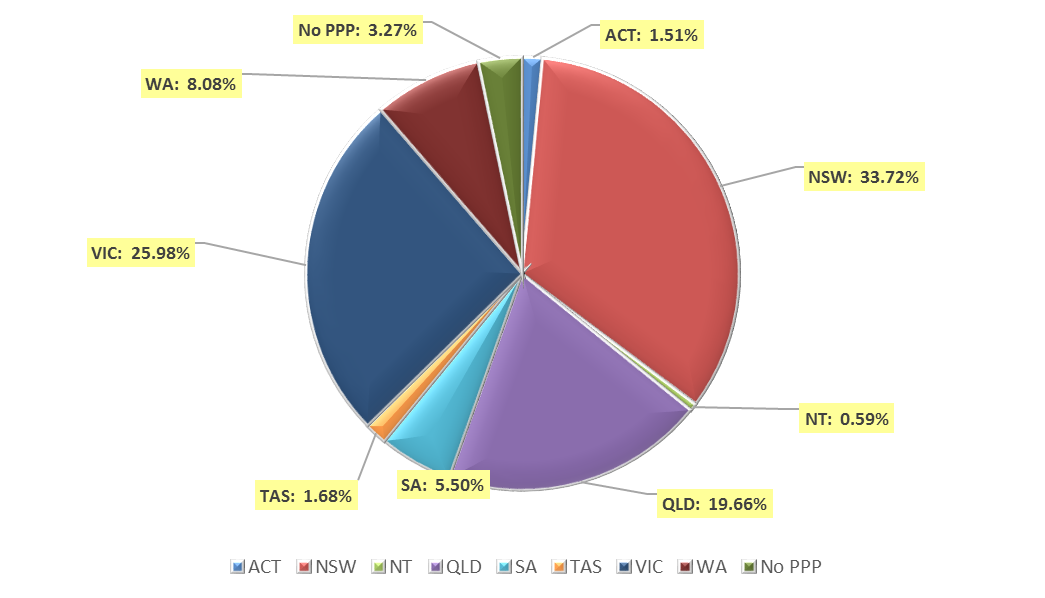 No PPP: 3.27%
ACT: 1.51%
WA: 8.08%
NSW: 33.72%
VIC: 25.98%
NT: 0.59%
TAS: 1.68%
SA: 5.50%
QLD: 19.66%
ACT NSW NT QLD SA TAS VIC WA No PPP